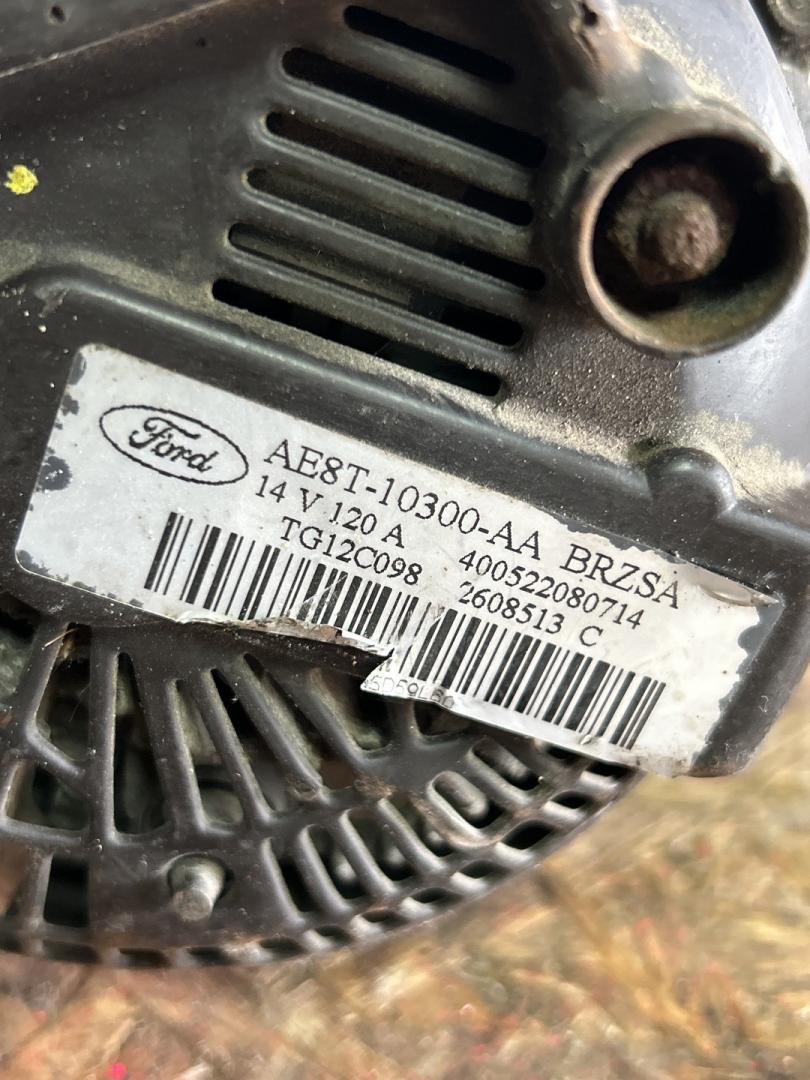 Ford
AE8T-10300-AA BRZSA
14 V 120 A 400522080714
TG12C098 2608513 C